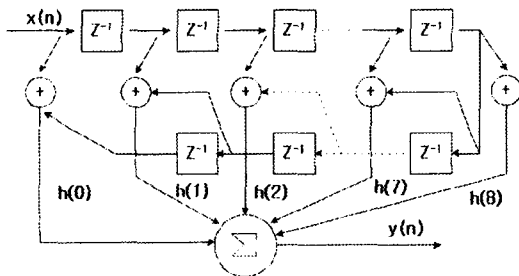 x(n)
Z⁻¹ Z⁻¹ Z⁻¹ Z⁻¹
+ + + + +
Z⁻¹ Z⁻¹ Z⁻¹
h(0) h(1) h(2) h(7) h(8)
Σ
y(n)